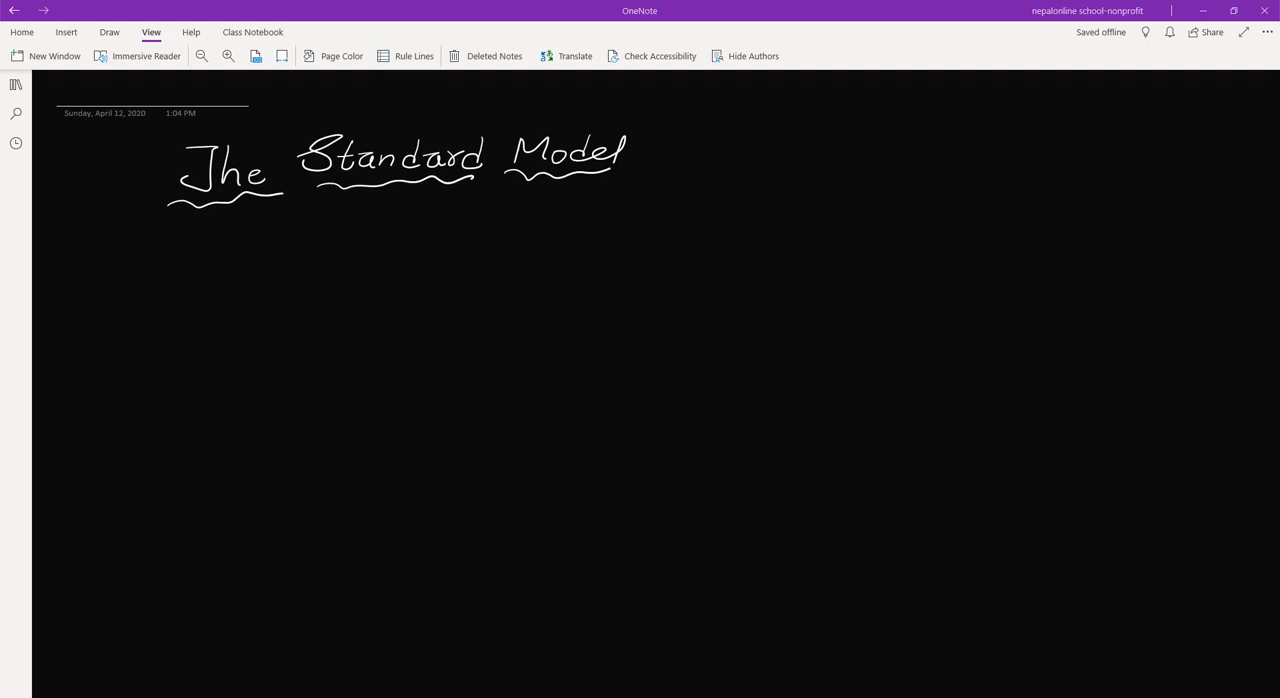 OneNote
nepalonline school-nonprofit
Home Insert Draw View Help Class Notebook Saved offline Share
New Window Immersive Reader Page Color Rule Lines Deleted Notes Translate Check Accessibility Hide Authors
Sunday, April 12, 2020 1:04 PM
The Standard Model